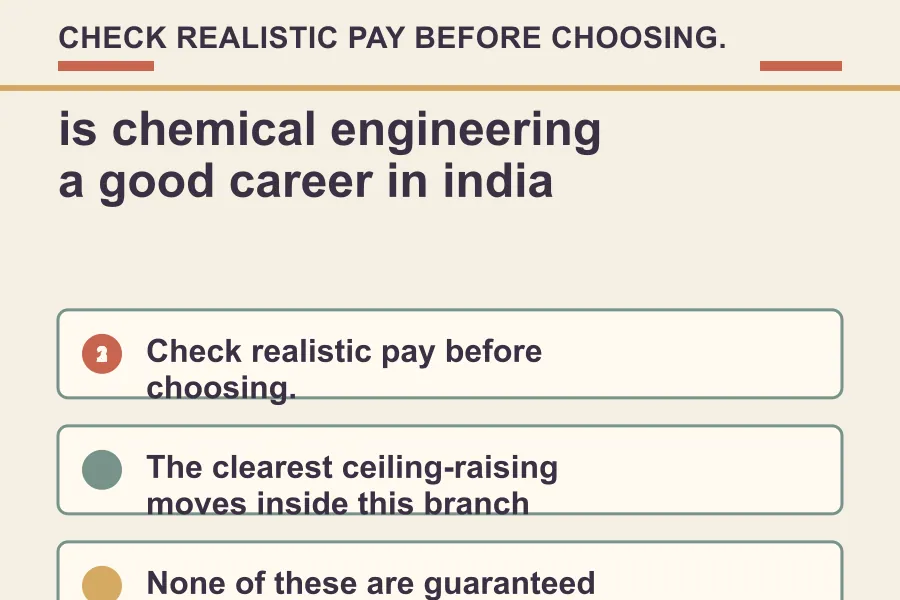 CHECK REALISTIC PAY BEFORE CHOOSING.
is chemical engineering
a good career in india
Check realistic pay before
choosing.
The clearest ceiling-raising
moves inside this branch
None of these are guaranteed